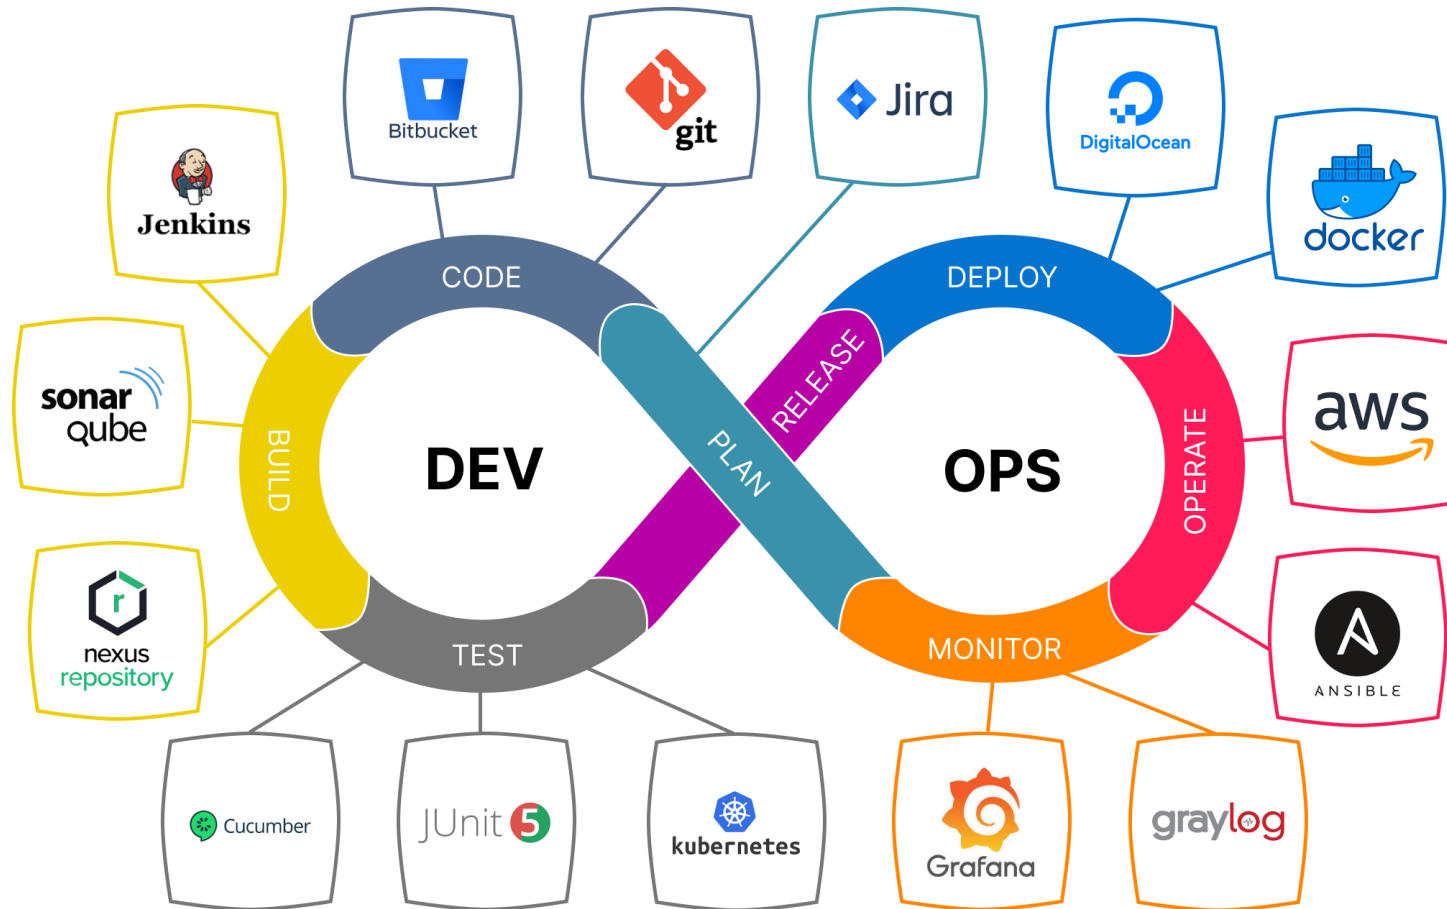 Bitbucket
git
Jira
DigitalOcean
docker
Jenkins
CODE
DEPLOY
sonar
qube
BUILD
DEV
PLAN
RELEASE
OPS
OPERATE
aws
r
nexus
repository
TEST
MONITOR
A
ANSIBLE
Cucumber
JUnit 5
kubernetes
Grafana
graylog